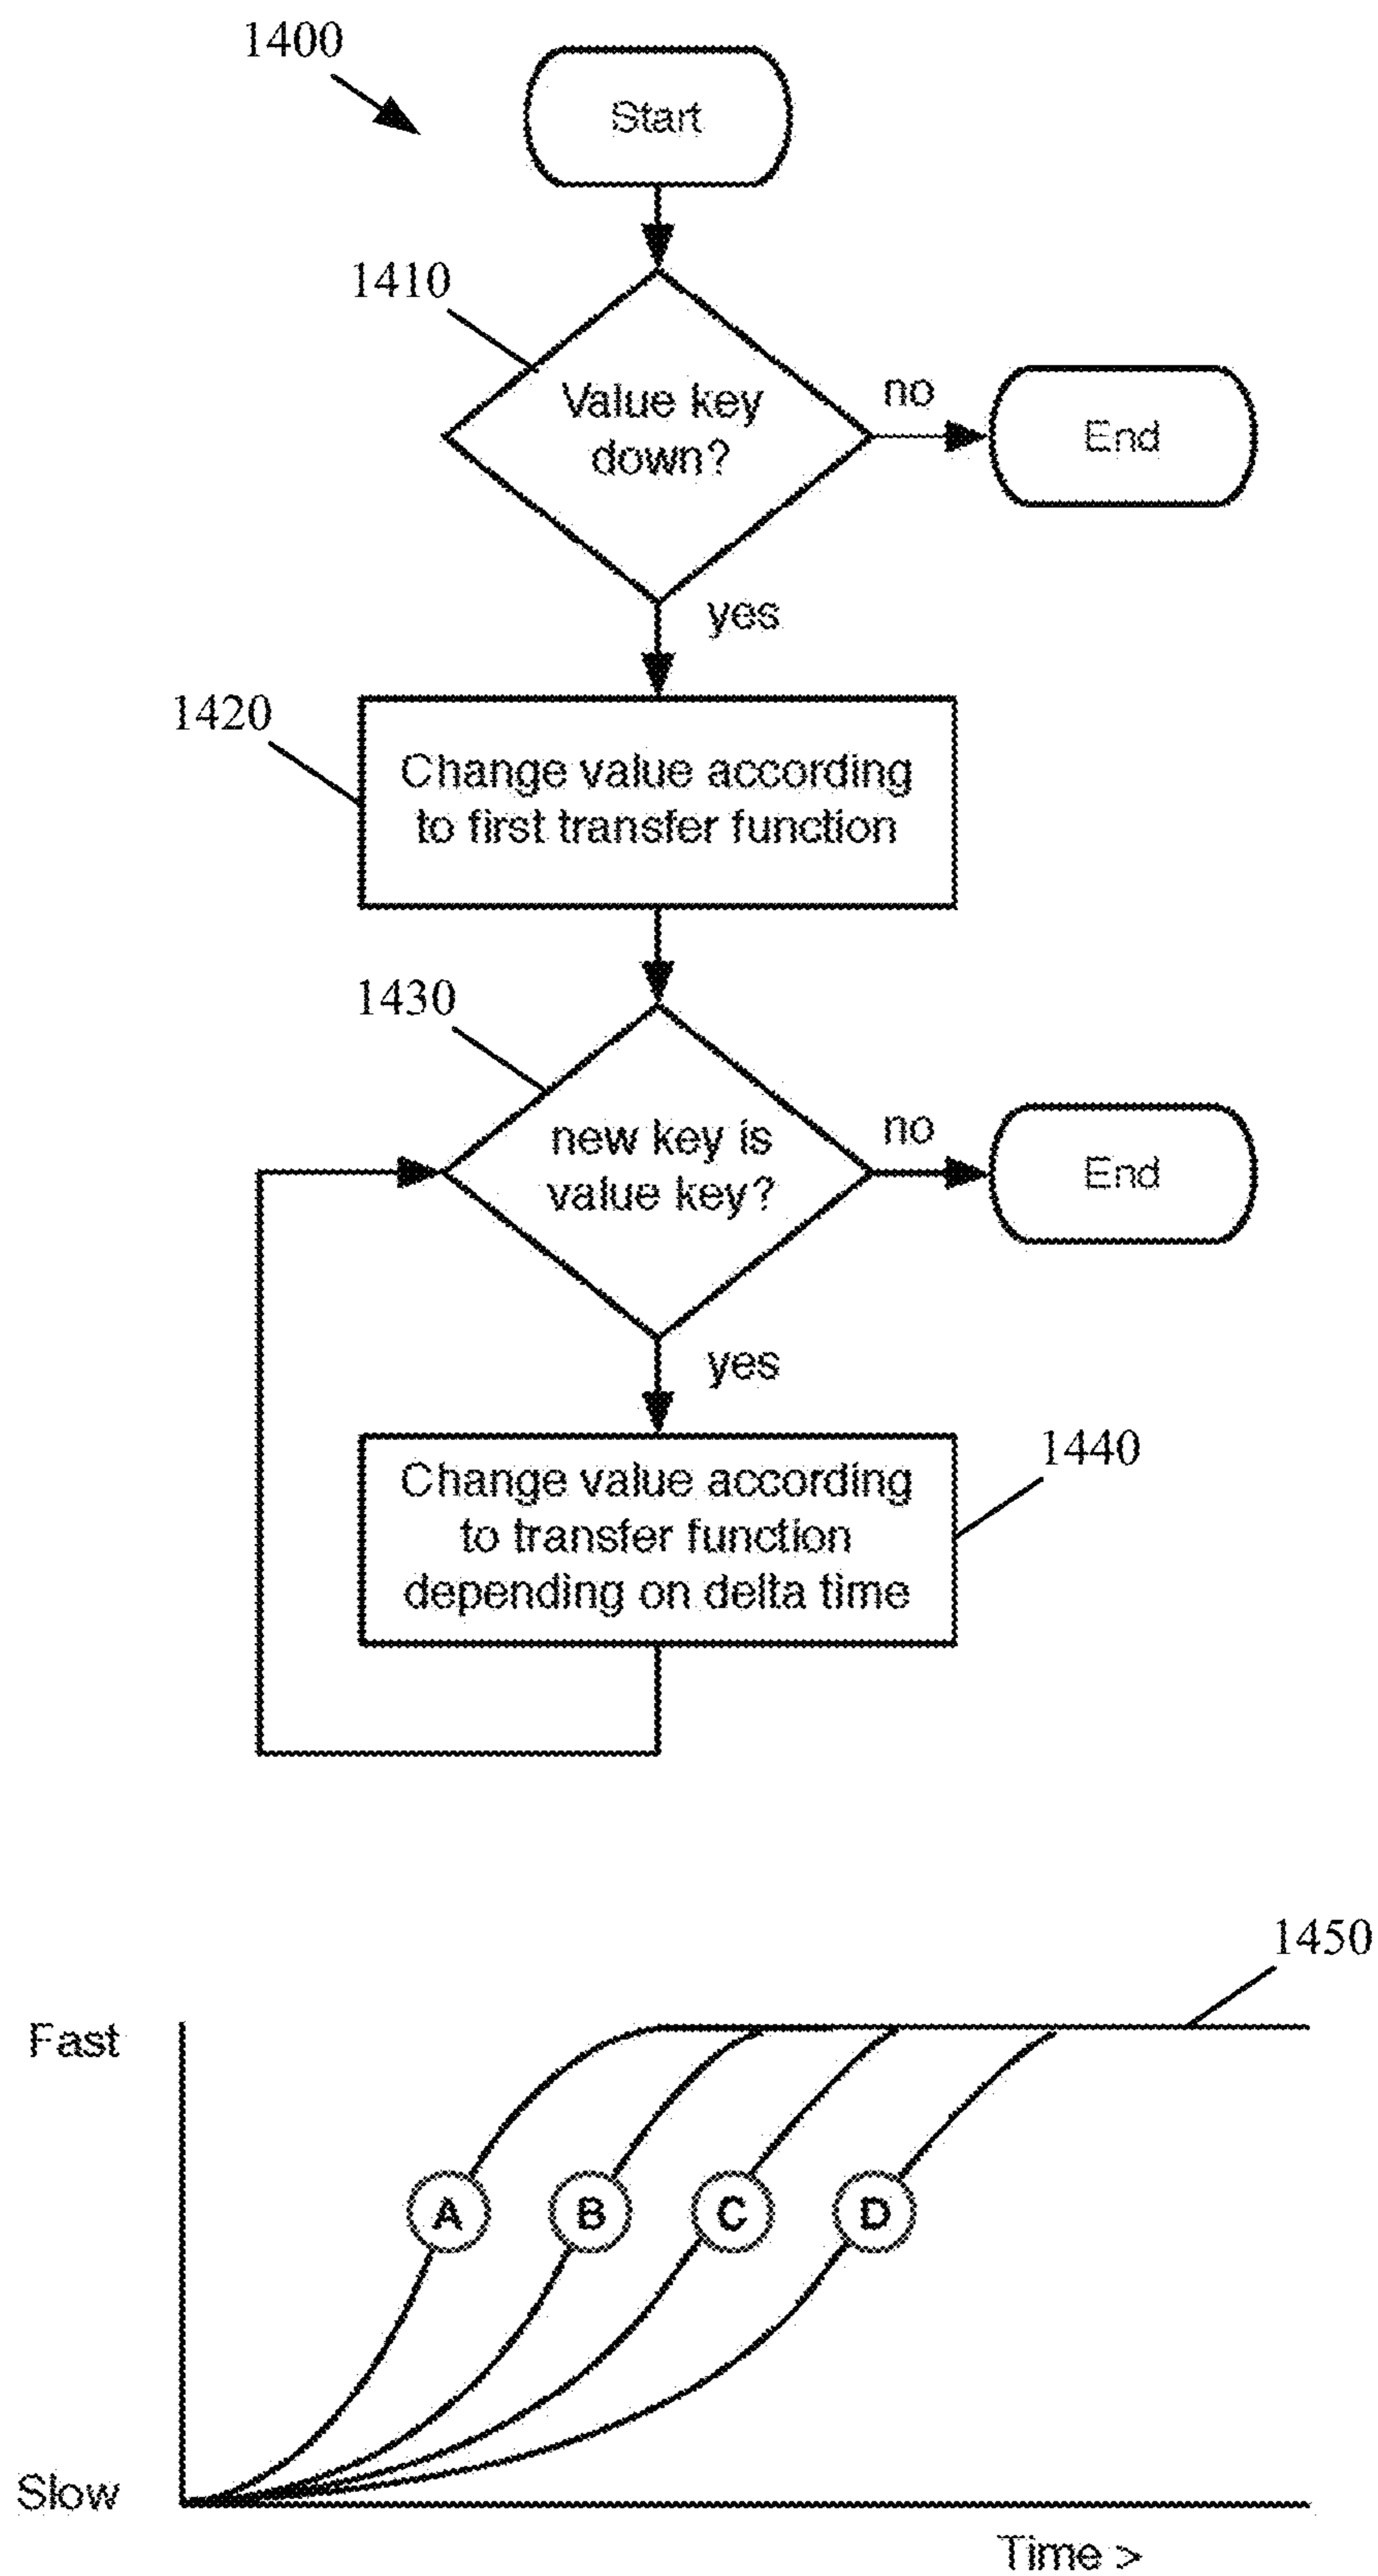 1400
Start
1410
Value key
down?
no
End
yes
1420
Change value according
to first transfer function
1430
new key is
value key?
no
End
yes
1440
Change value according
to transfer function
depending on delta time
1450
Fast
A
B
C
D
Slow
Time >